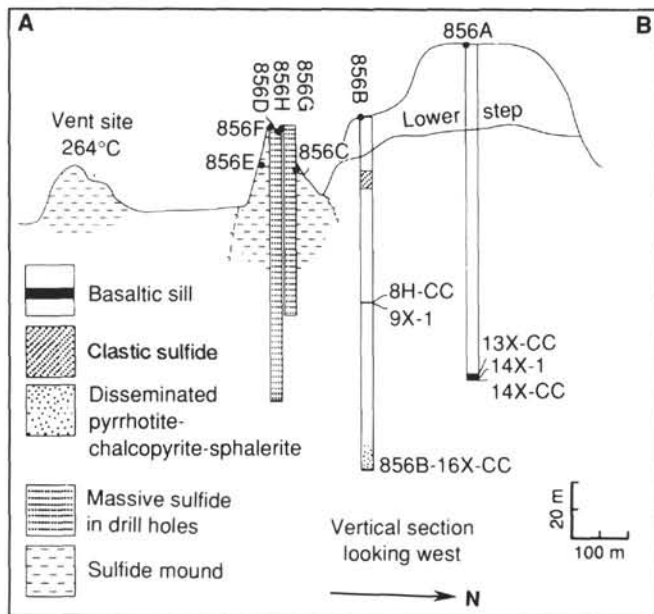 A
B
856A
856D
856H
856G
856B
Vent site
264°C
856F
856E
856C
Lower step
Basaltic sill
Clastic sulfide
Disseminated
pyrrhotite-
chalcopyrite-sphalerite
Massive sulfide
in drill holes
Sulfide mound
8H-CC
9X-1
13X-CC
14X-1
14X-CC
856B-16X-CC
Vertical section
looking west
N
20 m
100 m